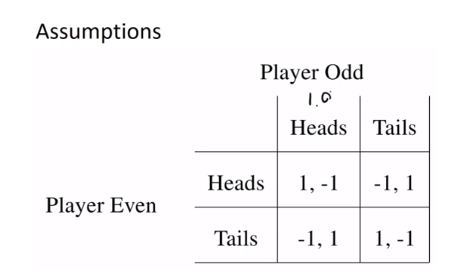 Assumptions
Player Odd
1.0
Heads Tails
Heads 1, -1 -1, 1
Player Even
Tails -1, 1 1, -1